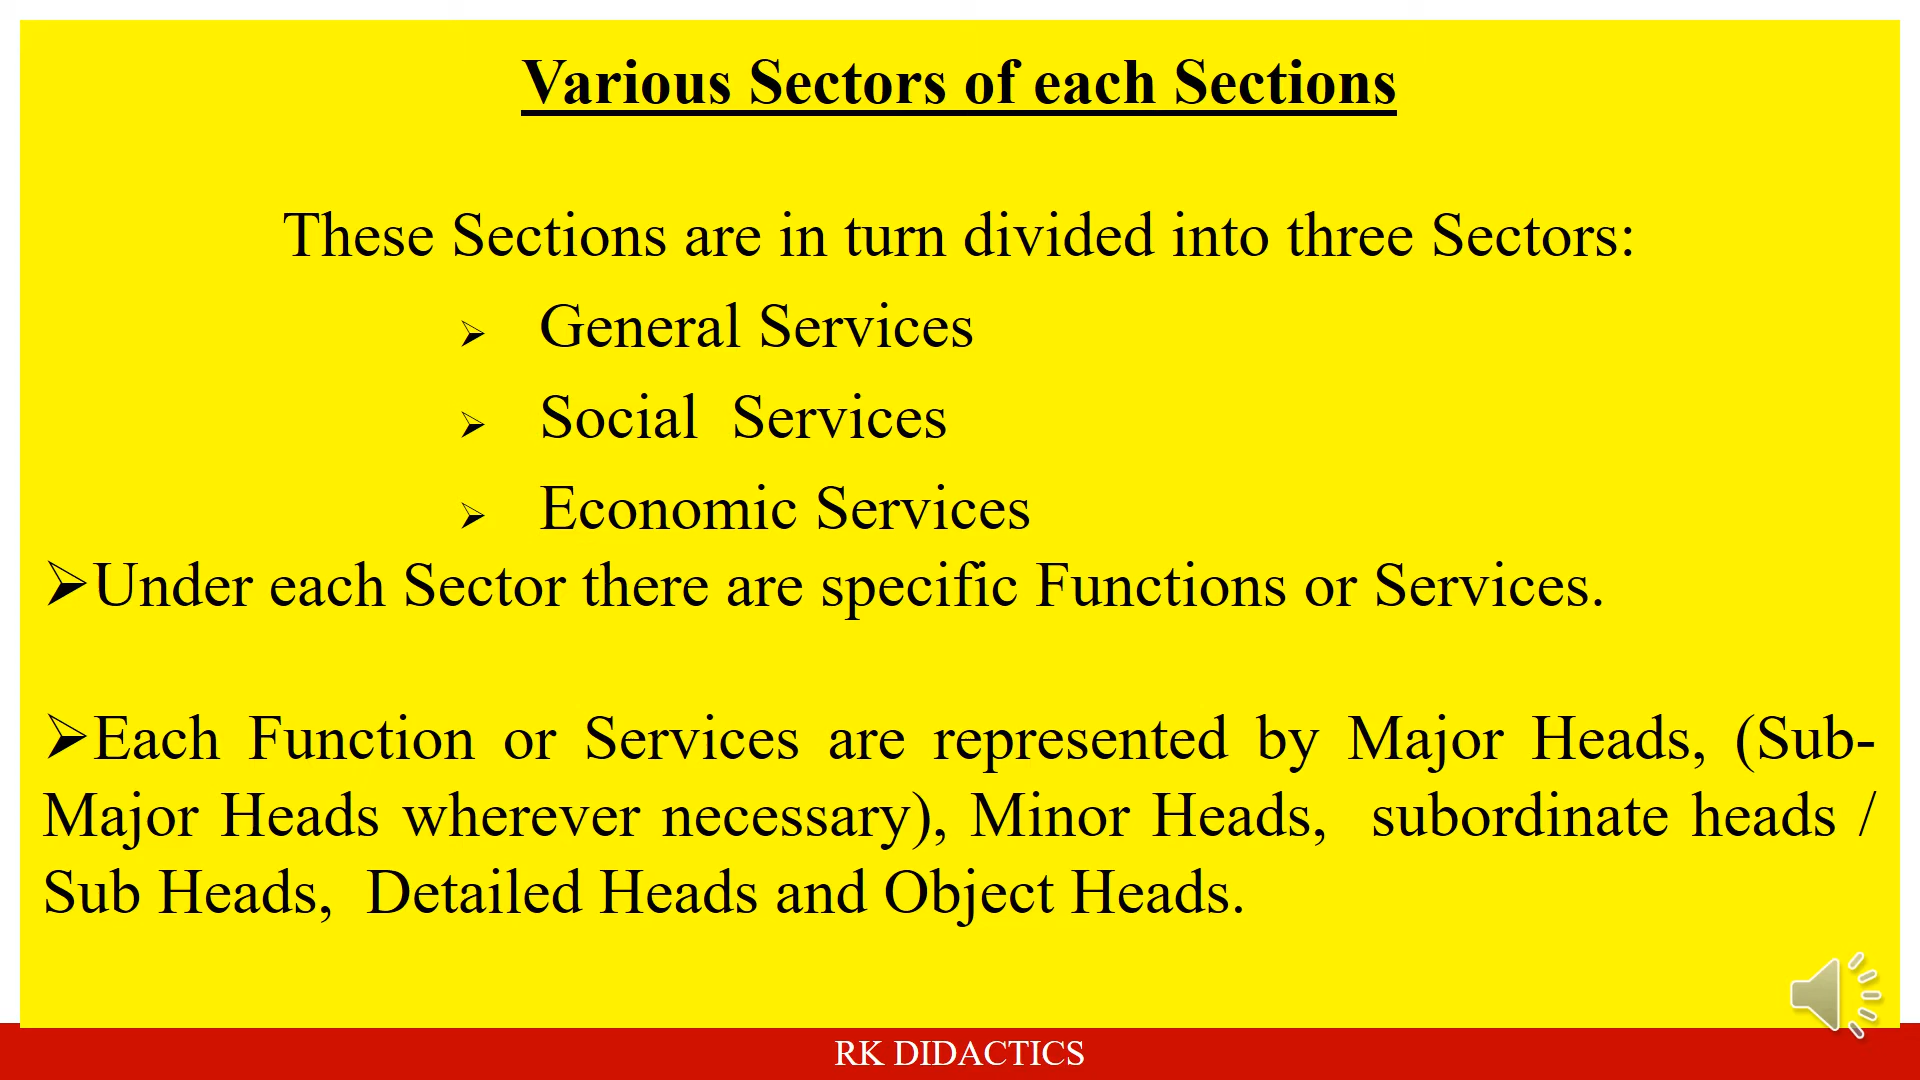 Various Sectors of each Sections
These Sections are in turn divided into three Sectors:
➢ General Services
➢ Social  Services
➢ Economic Services
➢Under each Sector there are specific Functions or Services.
➢Each Function or Services are represented by Major Heads, (Sub-
Major Heads wherever necessary), Minor Heads,  subordinate heads /
Sub Heads,  Detailed Heads and Object Heads.
RK DIDACTICS